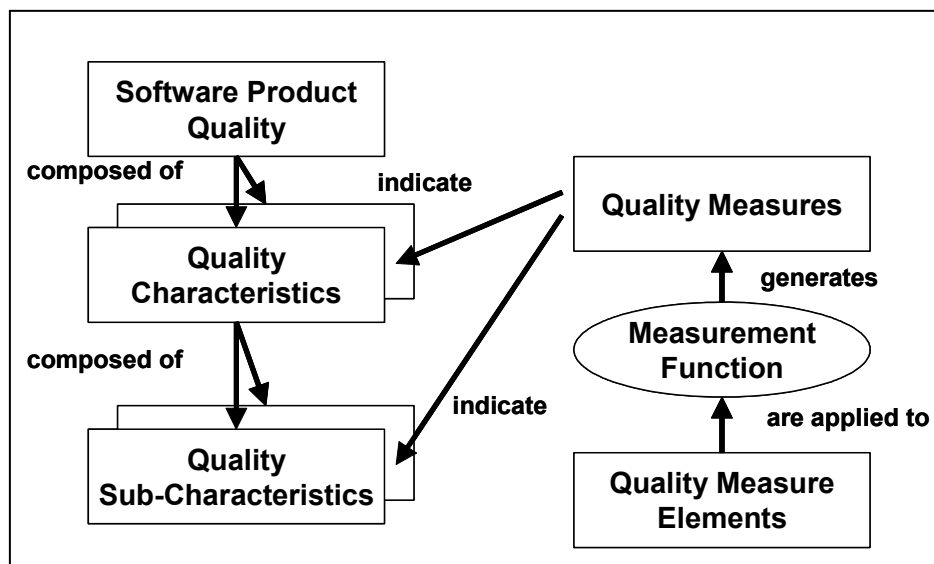 Software Product
Quality
composed of
indicate
Quality Measures
Quality
Characteristics
generates
Measurement
Function
composed of
indicate
are applied to
Quality
Sub-Characteristics
Quality Measure
Elements